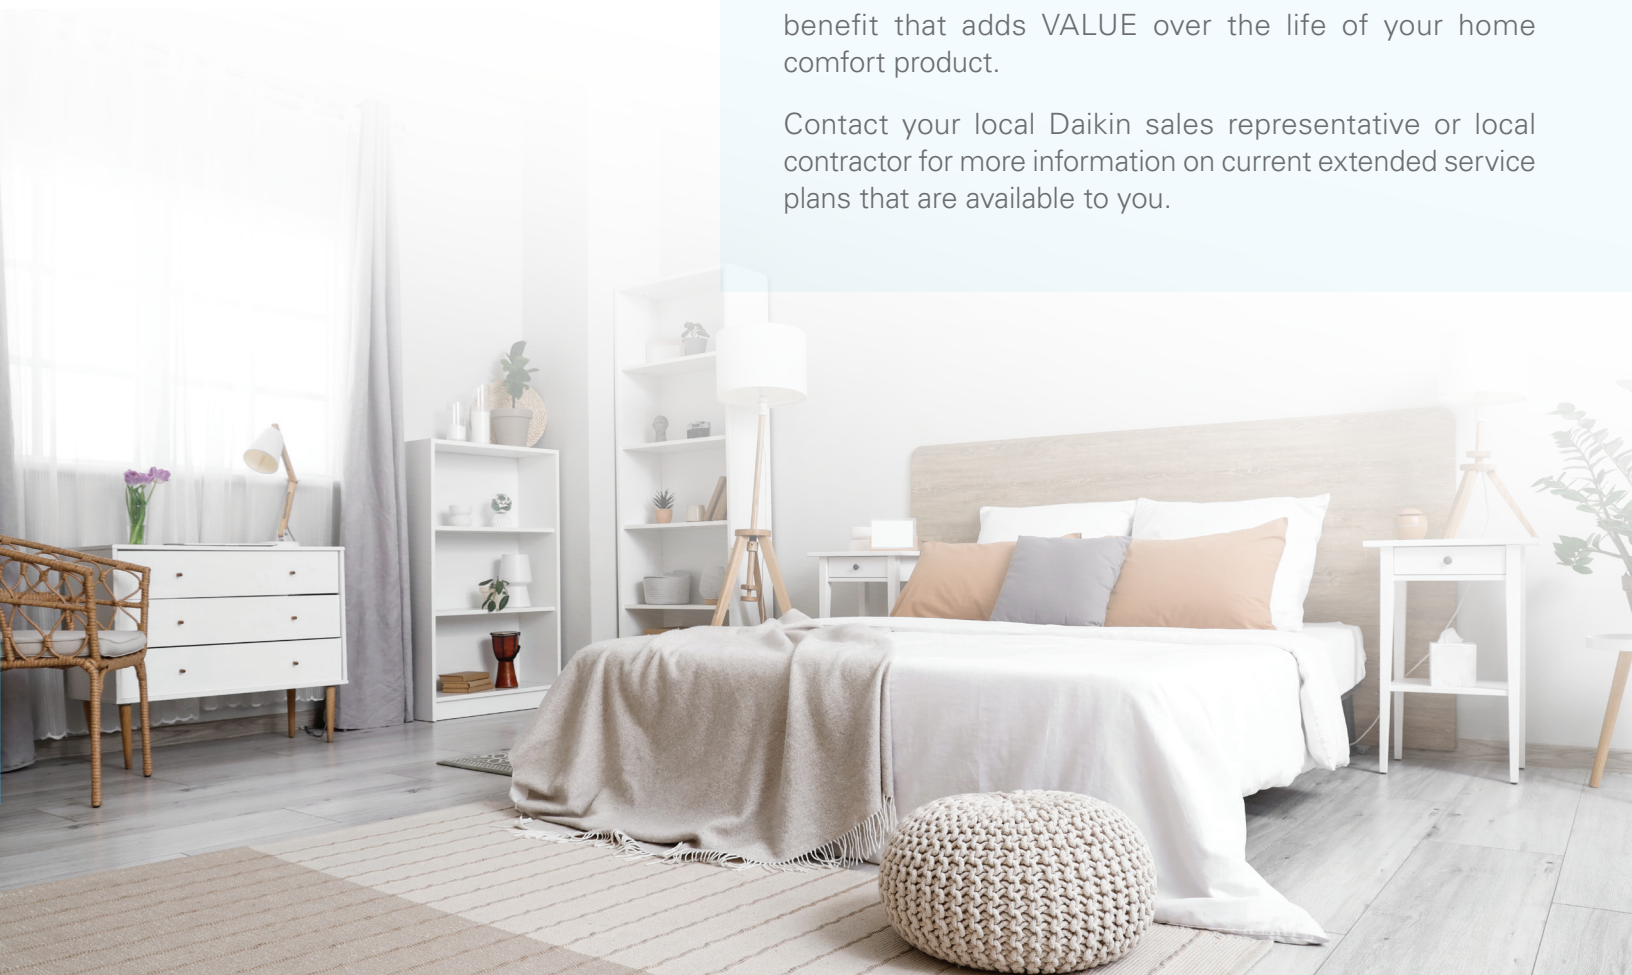 benefit that adds VALUE over the life of your home
comfort product.
Contact your local Daikin sales representative or local
contractor for more information on current extended service
plans that are available to you.